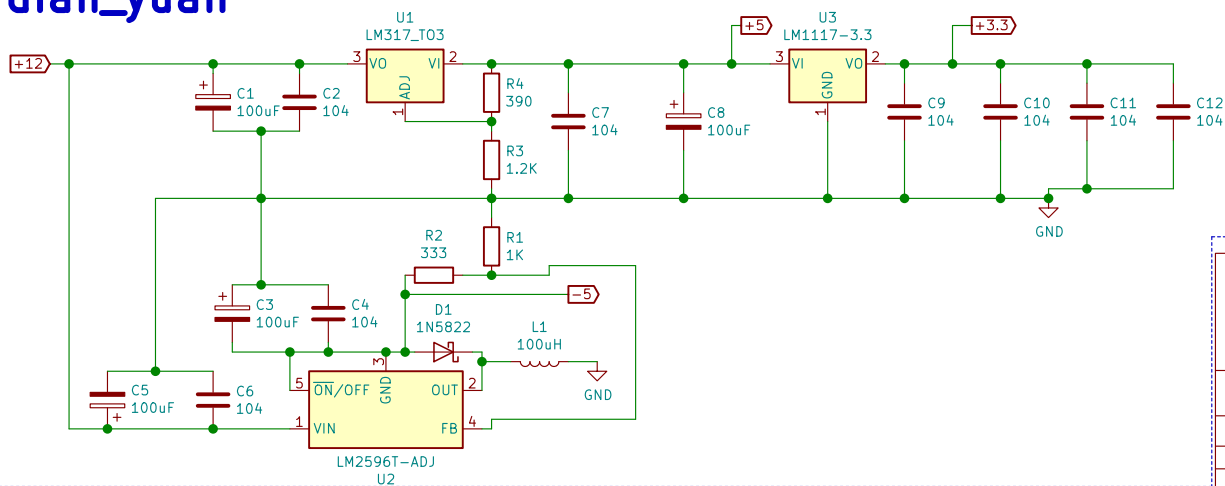 dian_yuan
U1
LM317_TO3
+12
3
VO
VI
2
ADJ
1
+5
U3
LM1117-3.3
3
VI
VO
2
GND
1
+3.3
+
C1
100uF
C2
104
R4
390
R3
1.2K
C7
104
+
C8
100uF
C9
104
C10
104
C11
104
C12
104
GND
R1
1K
R2
333
-5
+
C3
100uF
C4
104
D1
1N5822
L1
100uH
GND
C5
100uF
+
C6
104
3
GND
5
ON/OFF
OUT
2
1
VIN
FB
4
LM2596T-ADJ
U2